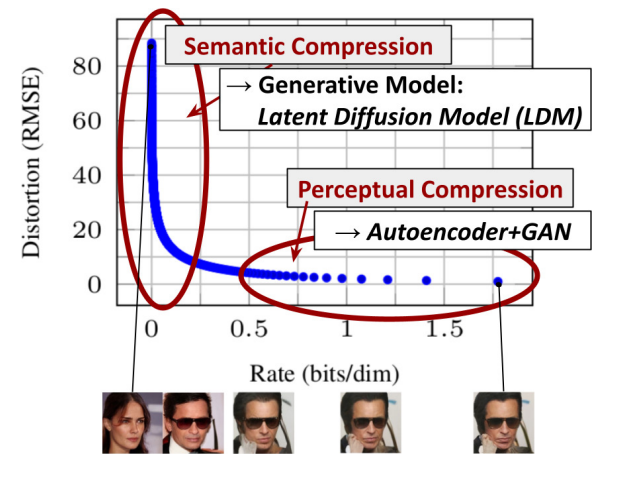 Semantic Compression
→ Generative Model:
Latent Diffusion Model (LDM)
Perceptual Compression
→ Autoencoder+GAN
Distortion (RMSE)
80
60
40
20
0
0
0.5
1
1.5
Rate (bits/dim)